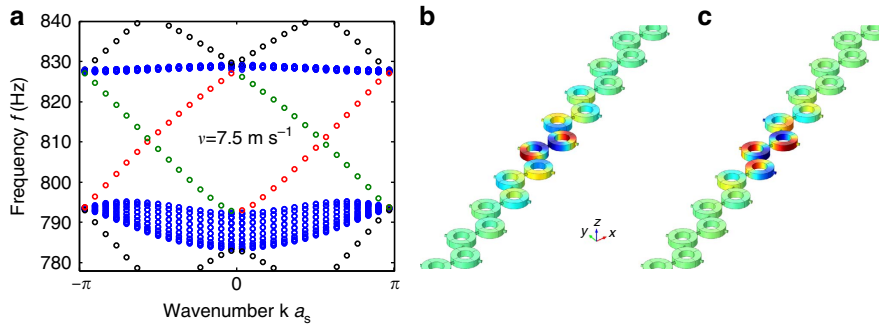 a
b
c
Frequency f (Hz)
840
830
820
810
800
790
780
v=7.5 m s⁻¹
−π
0
π
Wavenumber k aₛ
z
y
x